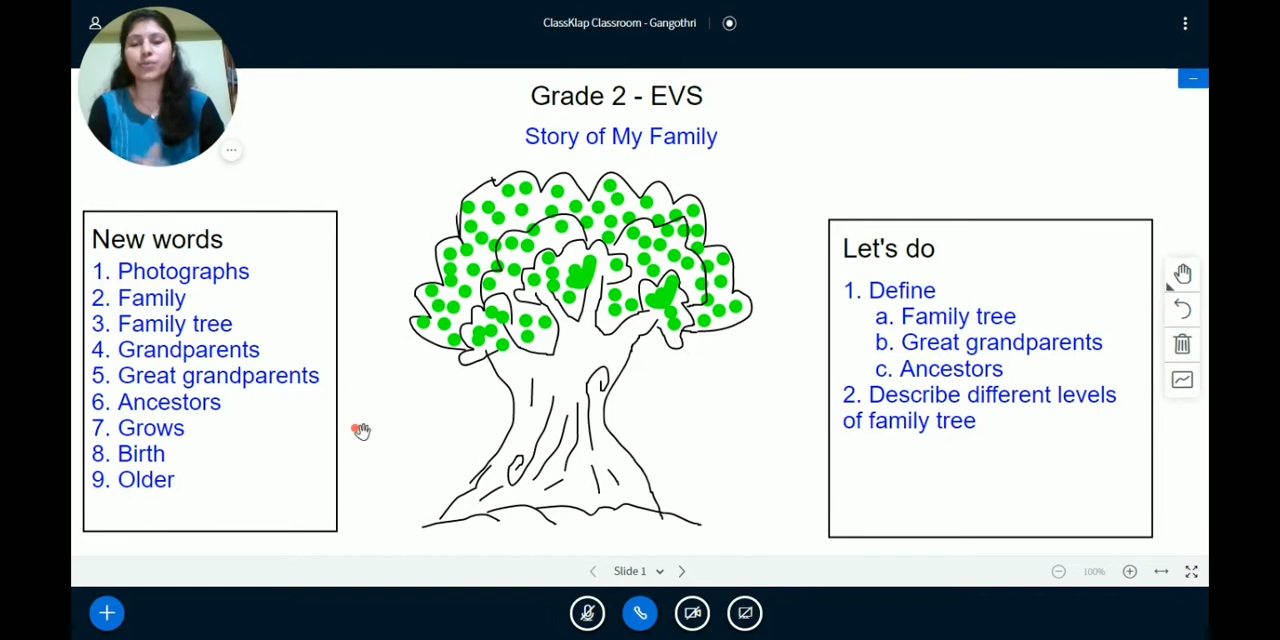 ClassKlap Classroom - Gangothri
Grade 2 - EVS
Story of My Family
New words
1. Photographs
2. Family
3. Family tree
4. Grandparents
5. Great grandparents
6. Ancestors
7. Grows
8. Birth
9. Older
Let's do
1. Define
a. Family tree
b. Great grandparents
c. Ancestors
2. Describe different levels
of family tree
Slide 1
100%